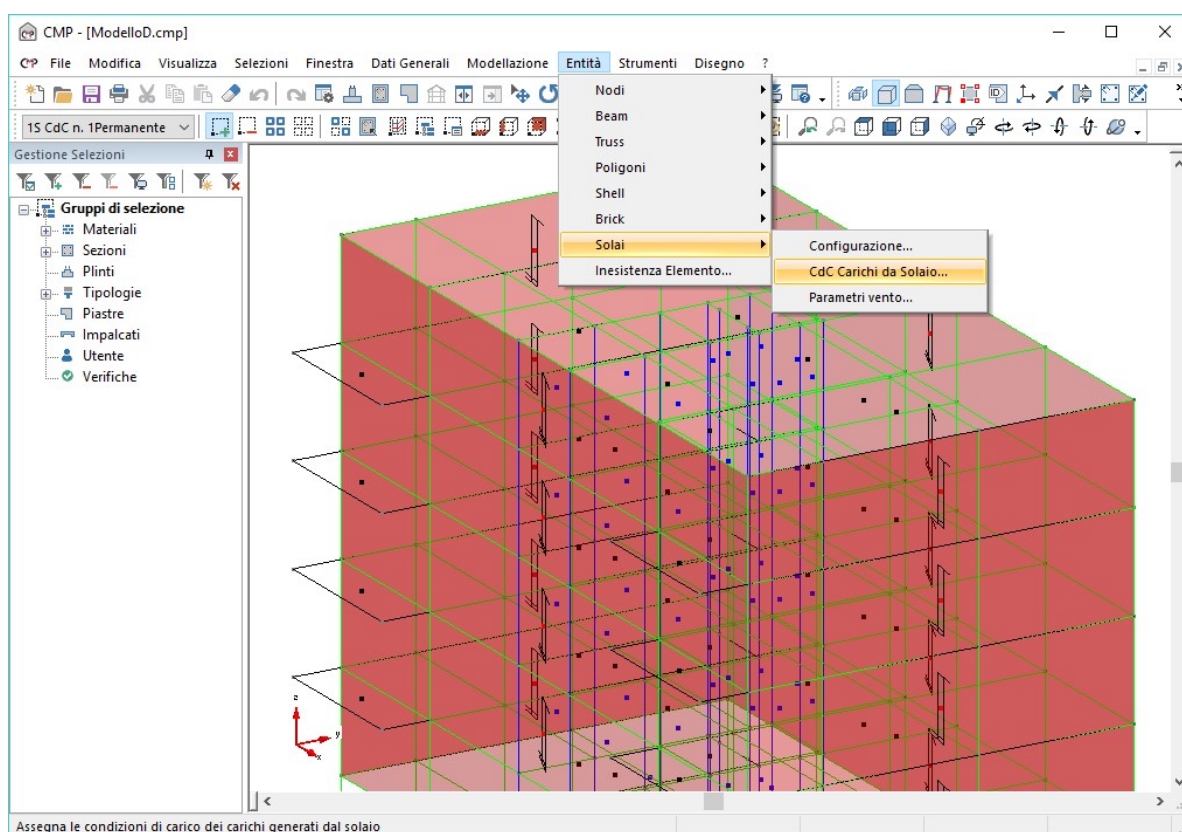 CMP - [ModelloD.cmp]
CMP File Modifica Visualizza Selezioni Finestra Dati Generali Modellazione Entità Strumenti Disegno ?
1S CdC n. 1Permanente
Gestione Selezioni
Gruppi di selezione
Materiali
Sezioni
Plinti
Tipologie
Piastre
Impalcati
Utente
Verifiche
Nodi
Beam
Truss
Poligoni
Shell
Brick
Solai
Inesistenza Elemento...
Configurazione...
CdC Carichi da Solaio...
Parametri vento...
z
y
x
Assegna le condizioni di carico dei carichi generati dal solaio